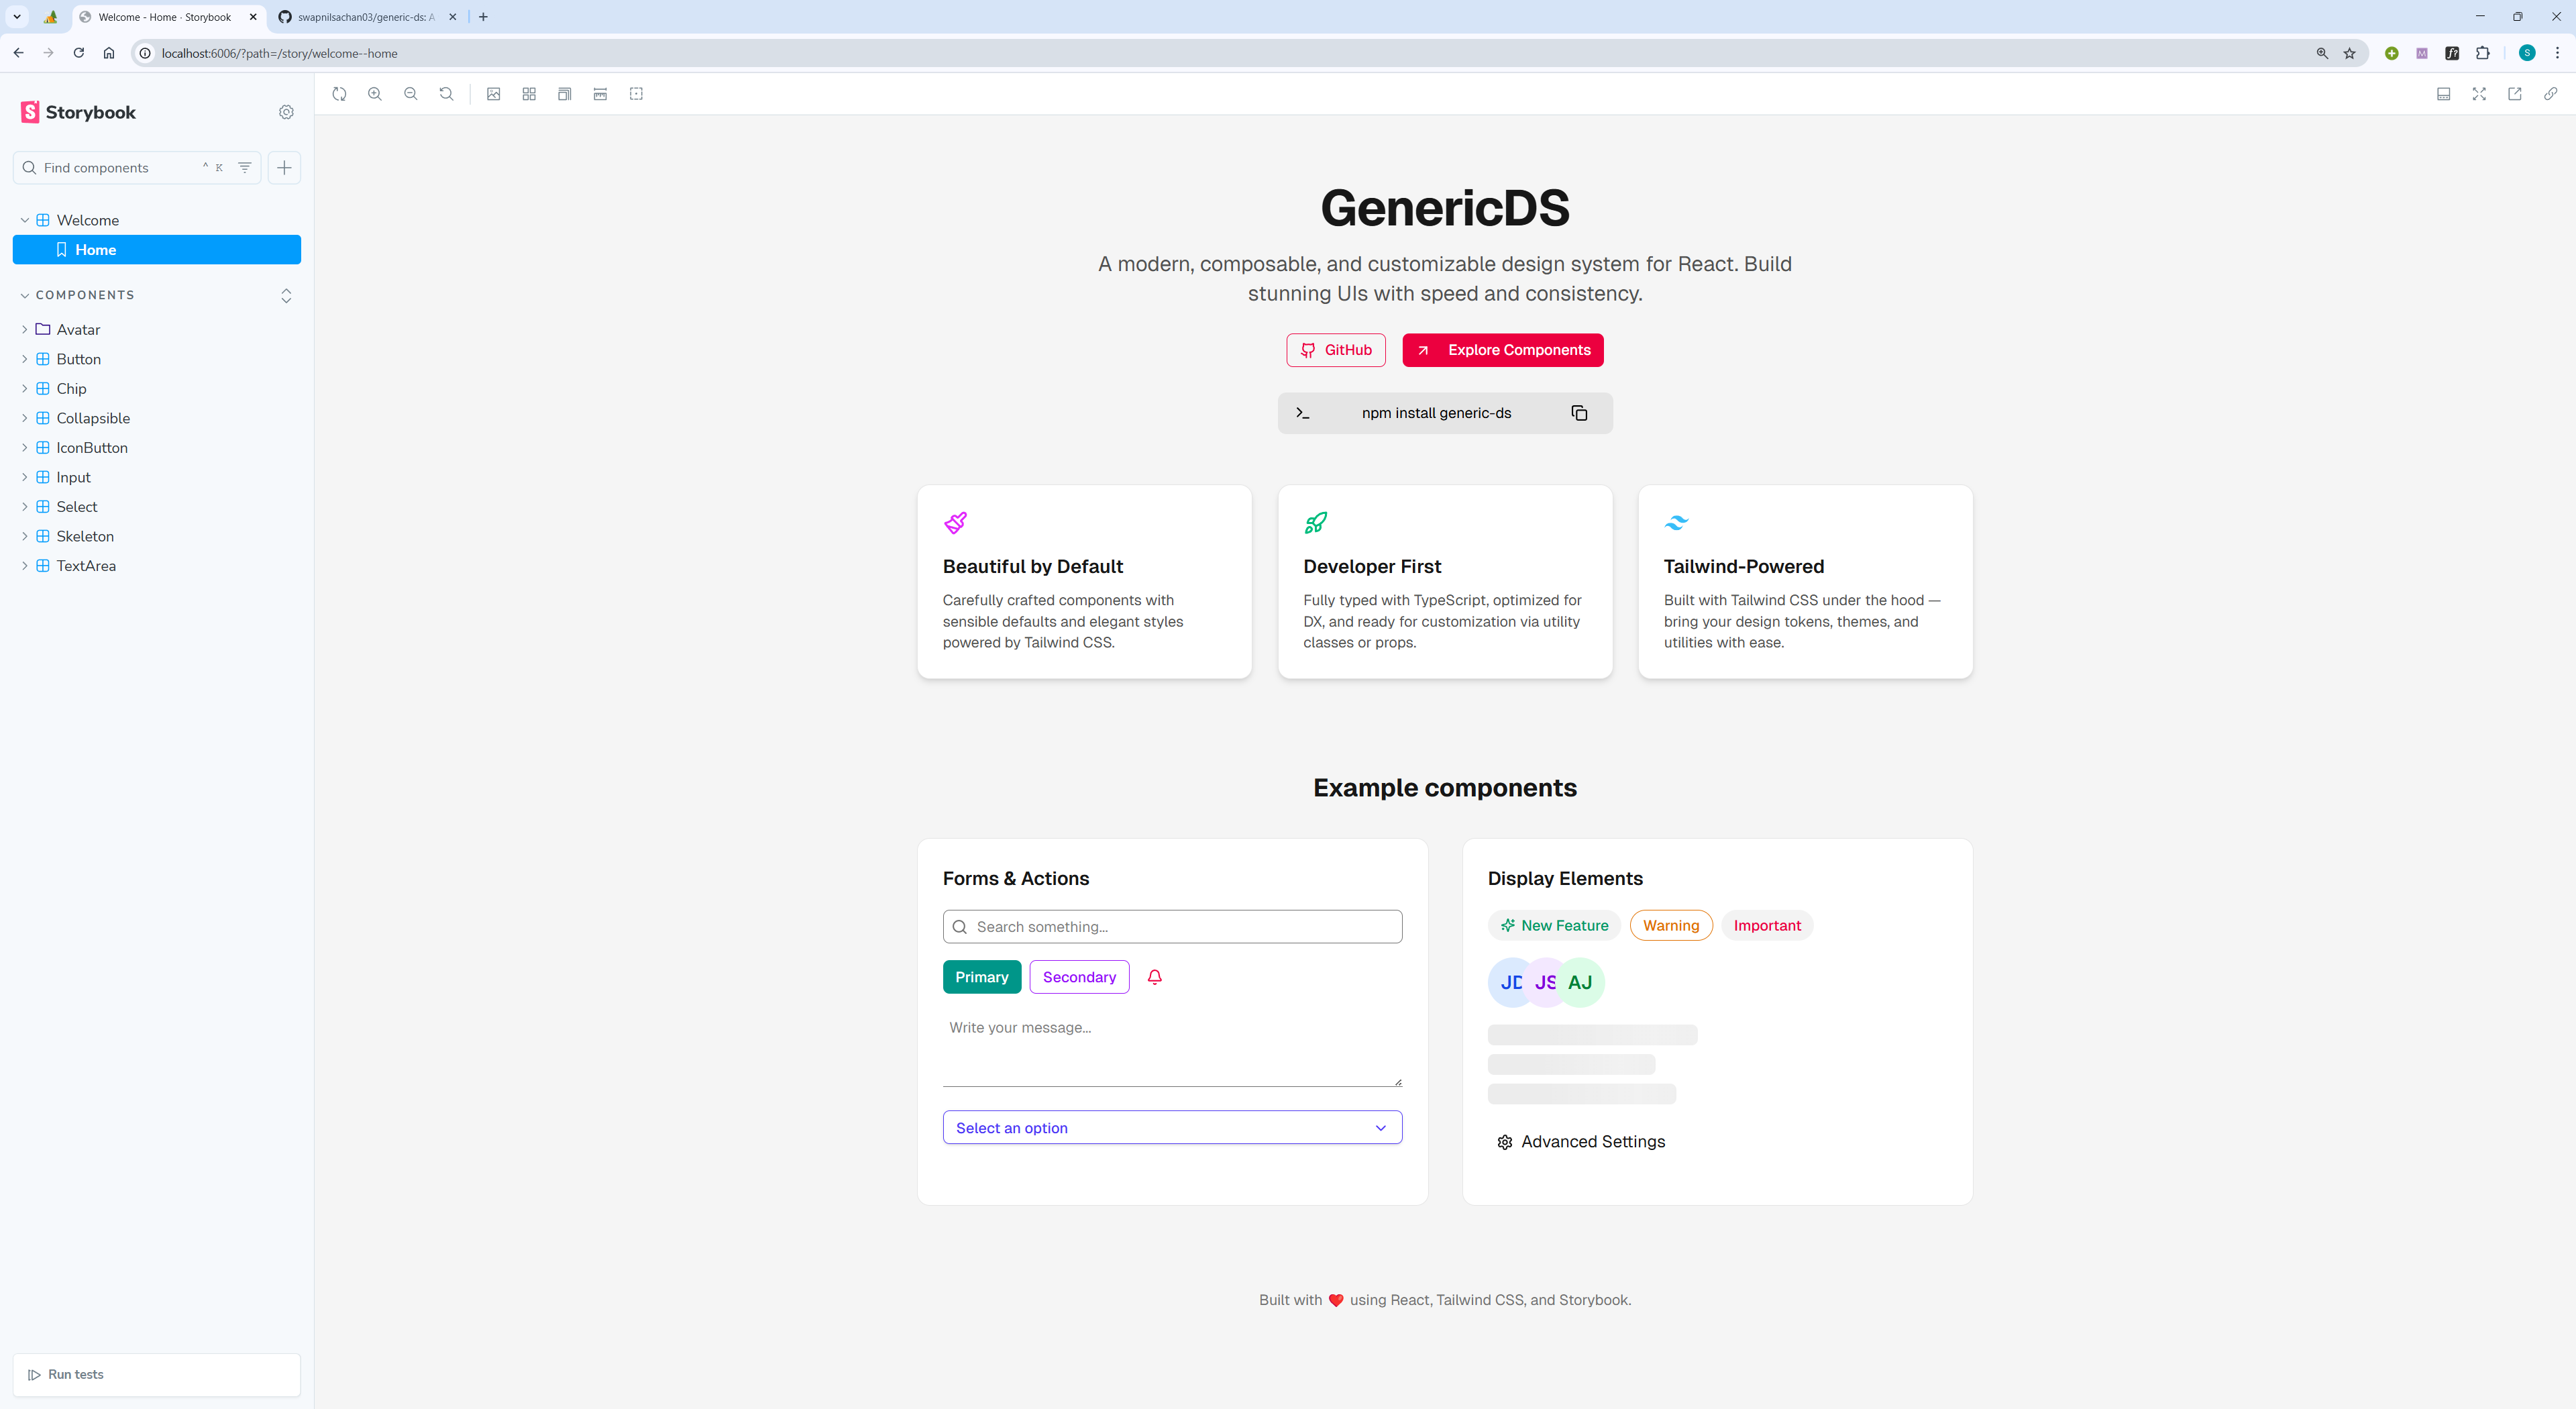 Welcome - Home · Storybook
swapnilsachan03/generic-ds: A
localhost:6006/?path=/story/welcome--home
S
Storybook
Find components
^ K
Welcome
Home
COMPONENTS
Avatar
Button
Chip
Collapsible
IconButton
Input
Select
Skeleton
TextArea
Run tests
GenericDS
A modern, composable, and customizable design system for React. Build
stunning UIs with speed and consistency.
GitHub
Explore Components
npm install generic-ds
Beautiful by Default
Carefully crafted components with
sensible defaults and elegant styles
powered by Tailwind CSS.
Developer First
Fully typed with TypeScript, optimized for
DX, and ready for customization via utility
classes or props.
Tailwind-Powered
Built with Tailwind CSS under the hood —
bring your design tokens, themes, and
utilities with ease.
Example components
Forms & Actions
Search something...
Primary
Secondary
Write your message...
Select an option
Display Elements
New Feature
Warning
Important
JD
JS
AJ
Advanced Settings
Built with ❤️ using React, Tailwind CSS, and Storybook.